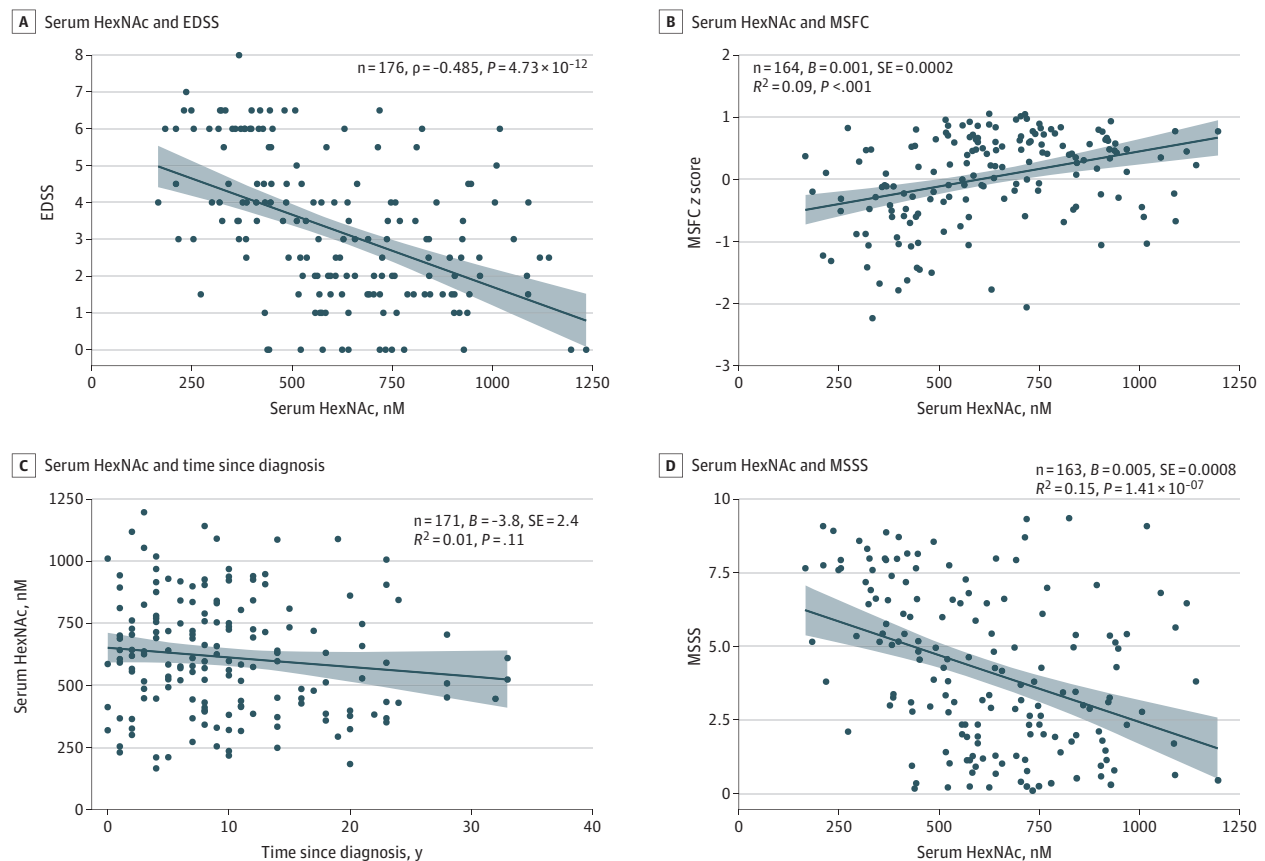 A Serum HexNAc and EDSS
n=176, ρ=-0.485, P=4.73×10-12
EDSS
8
7
6
5
4
3
2
1
0
0 250 500 750 1000 1250
Serum HexNAc, nM
B Serum HexNAc and MSFC
n=164, B=0.001, SE=0.0002
R2=0.09, P<.001
MSFC z score
2
1
0
-1
-2
-3
0 250 500 750 1000 1250
Serum HexNAc, nM
C Serum HexNAc and time since diagnosis
n=171, B=-3.8, SE=2.4
R2=0.01, P=.11
Serum HexNAc, nM
1250
1000
750
500
250
0
0 10 20 30 40
Time since diagnosis, y
D Serum HexNAc and MSSS
n=163, B=0.005, SE=0.0008
R2=0.15, P=1.41×10-07
MSSS
10
7.5
5.0
2.5
0
0 250 500 750 1000 1250
Serum HexNAc, nM